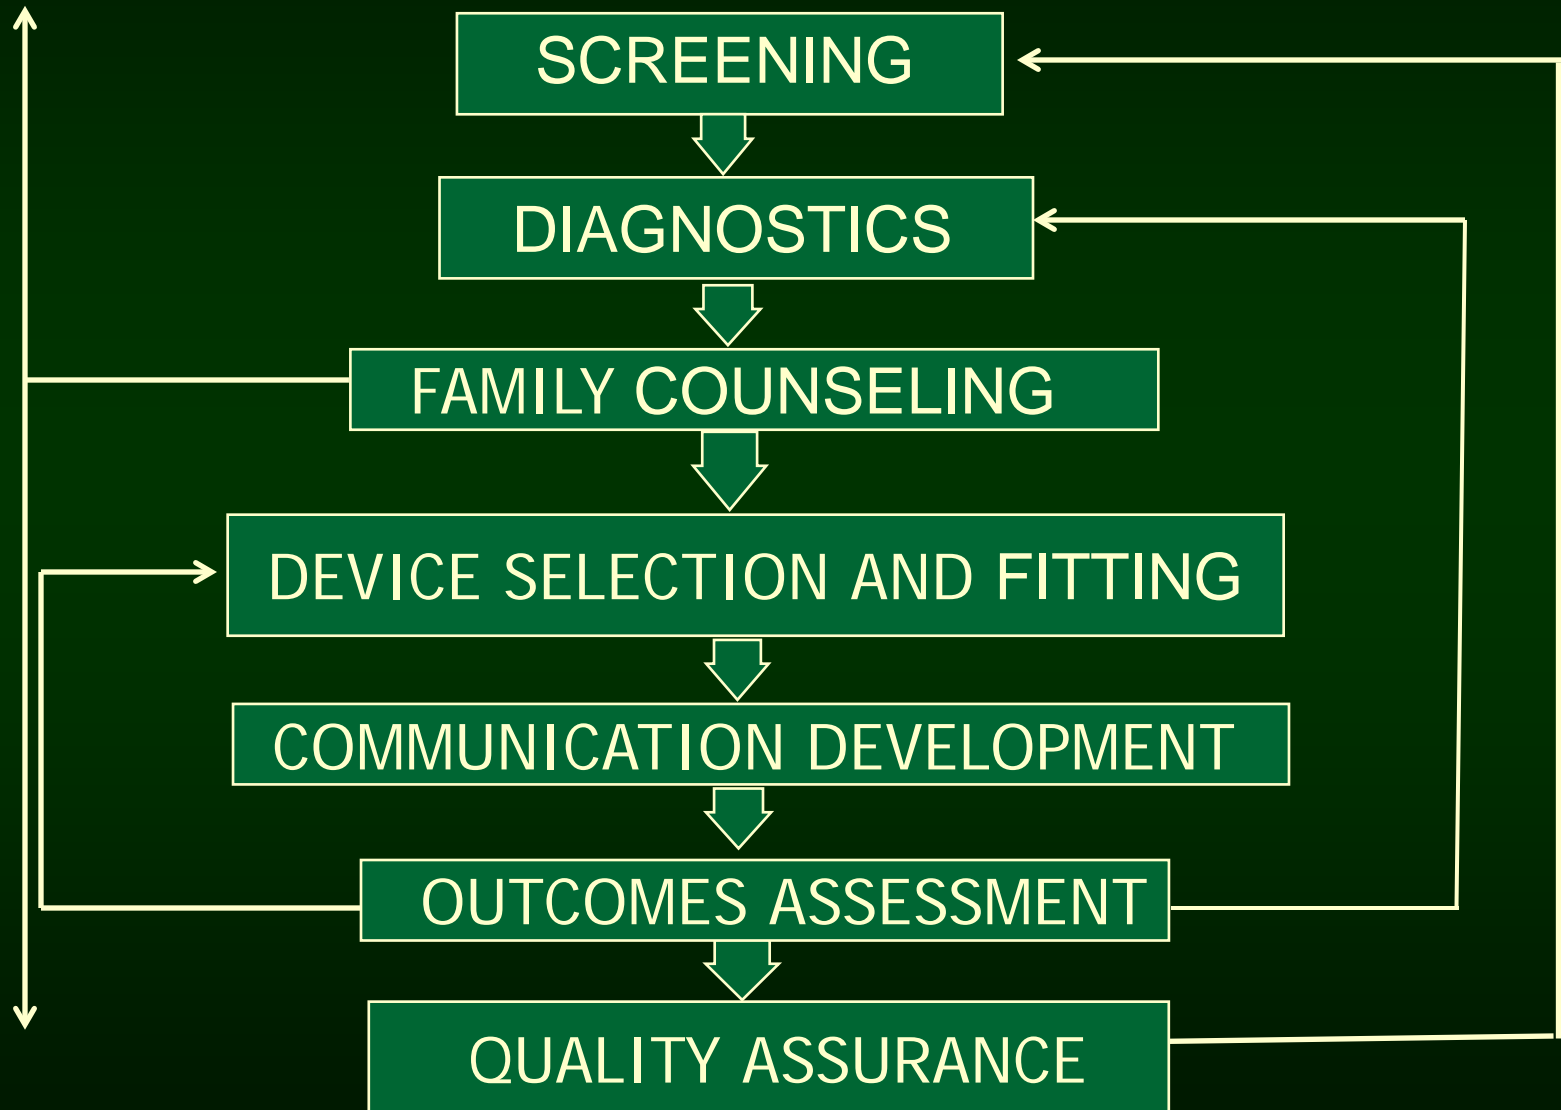 SCREENING
DIAGNOSTICS
FAMILY COUNSELING
DEVICE SELECTION AND FITTING
COMMUNICATION DEVELOPMENT
OUTCOMES ASSESSMENT
QUALITY ASSURANCE